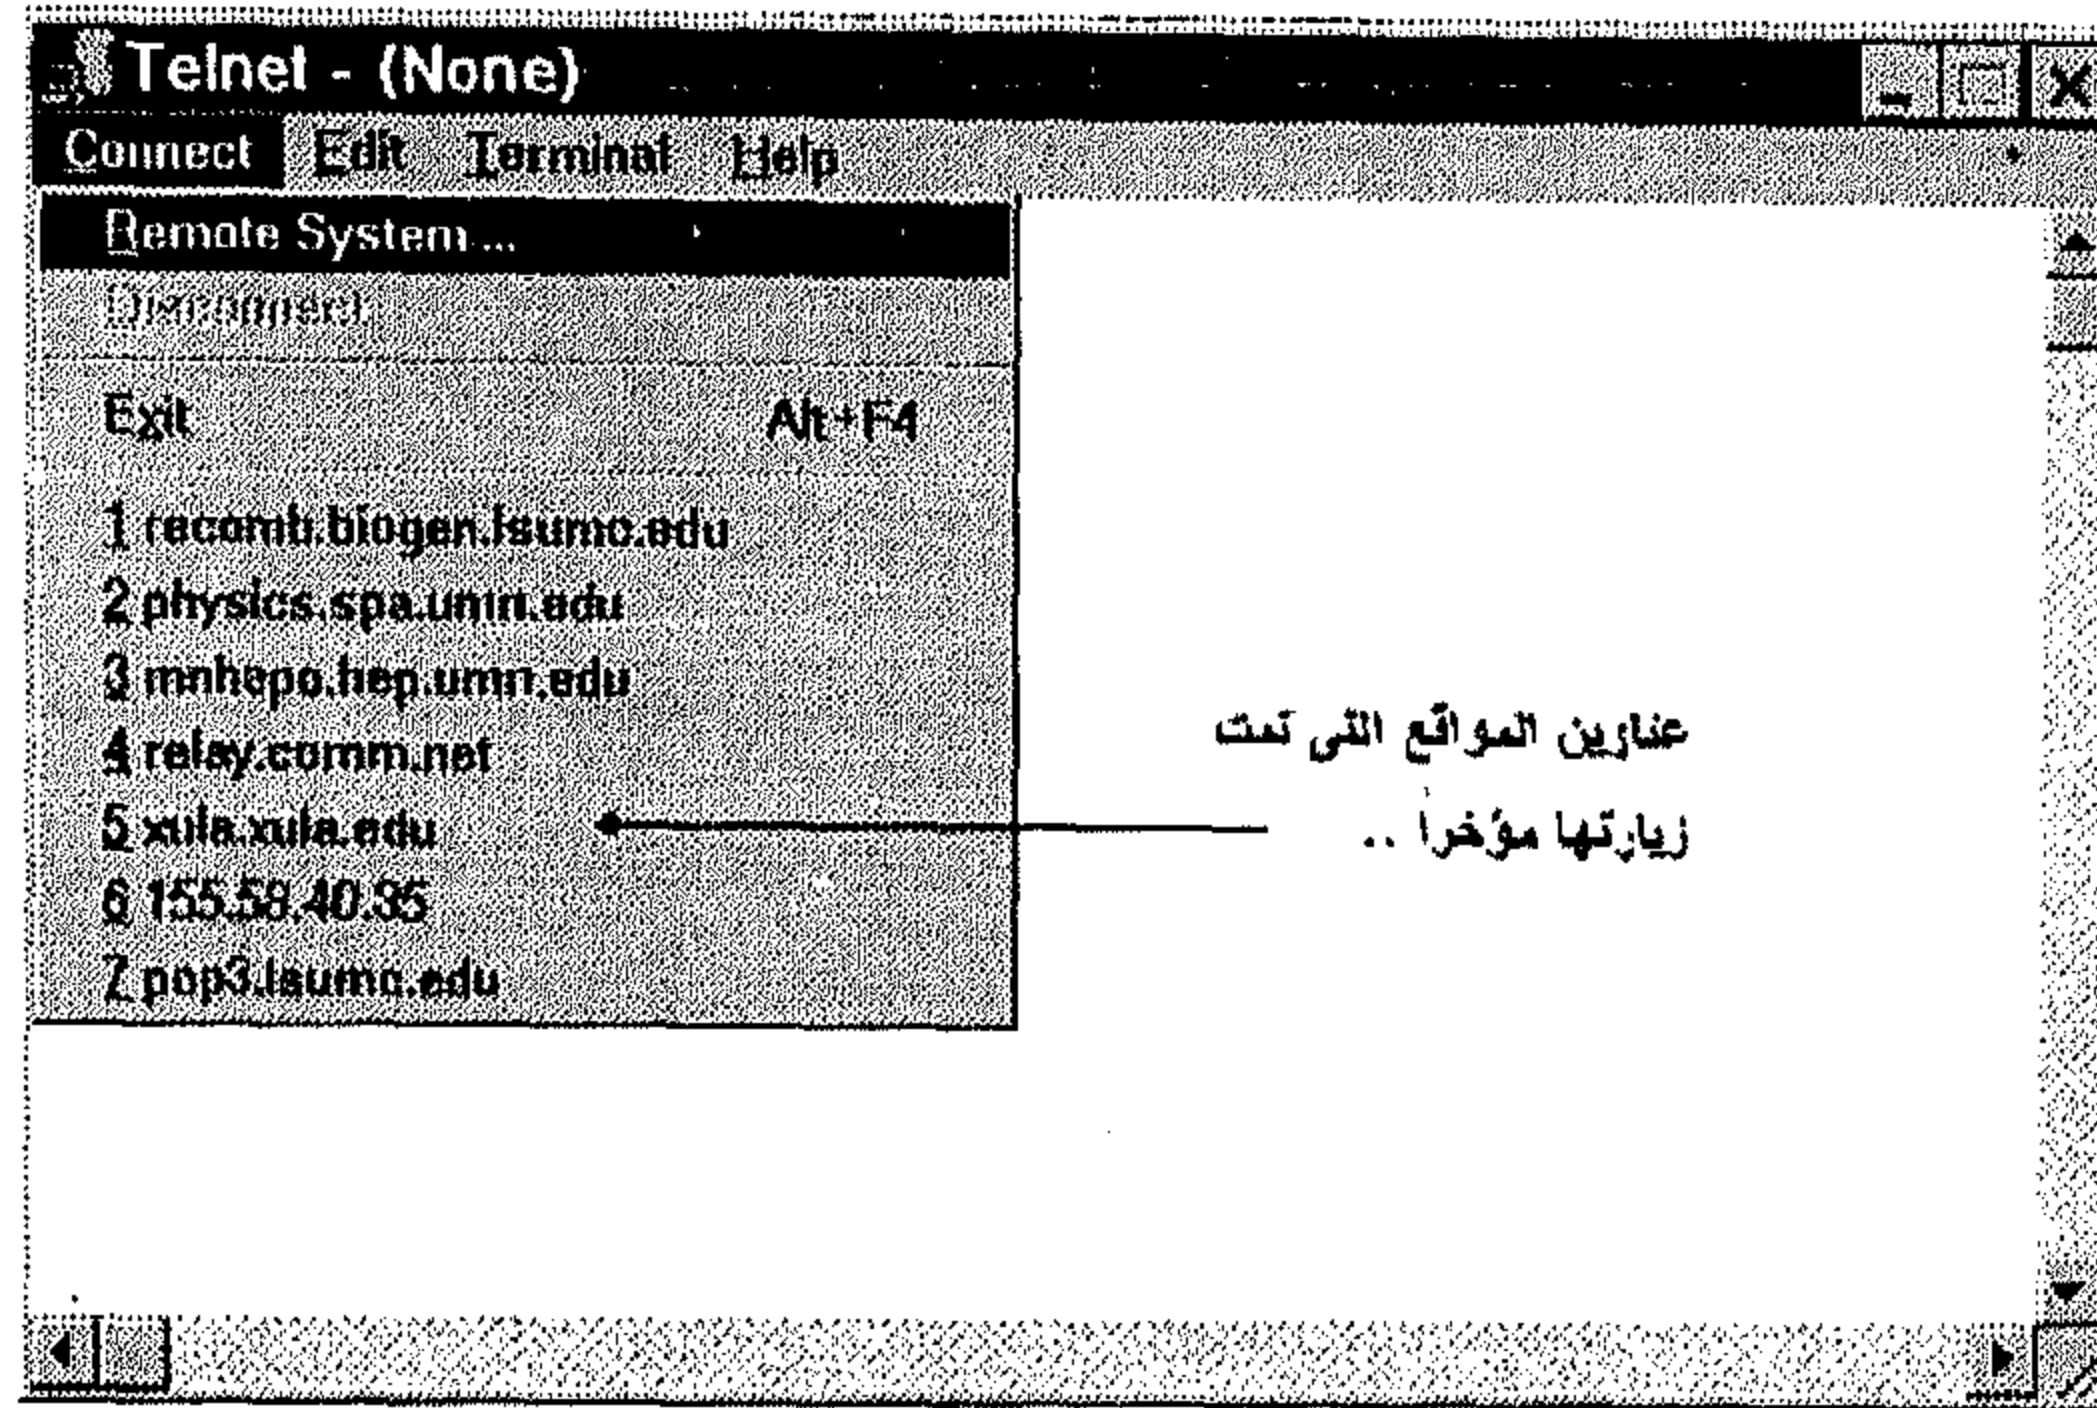 Telnet - (None)
Connect Edit Terminal Help
Remote System...
Disconnect
Exit Alt+F4
1 recomb.biogen.lsumc.edu
2 physics.spa.umn.edu
3 mnhepo.hep.umn.edu
4 relay.comm.net
5 xula.xula.edu
6 155.58.40.35
7 pop3.lsumc.edu
عناوين المواقع التى تمت
زيارتها مؤخراً ..